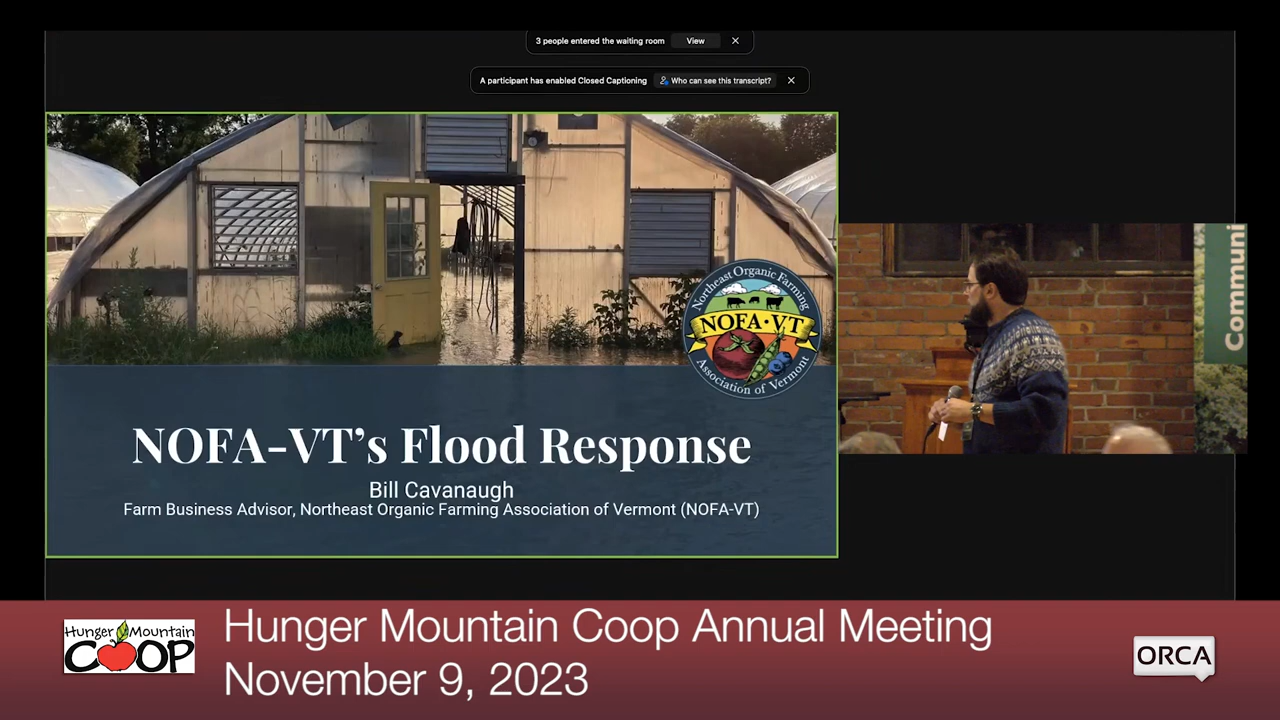 3 people entered the waiting room View
A participant has enabled Closed Captioning Who can see this transcript?
Northeast Organic Farming
NOFA•VT
Association of Vermont
Communi
NOFA-VT's Flood Response
Bill Cavanaugh
Farm Business Advisor, Northeast Organic Farming Association of Vermont (NOFA-VT)
Hunger Mountain
COOP
Hunger Mountain Coop Annual Meeting
November 9, 2023
ORCA